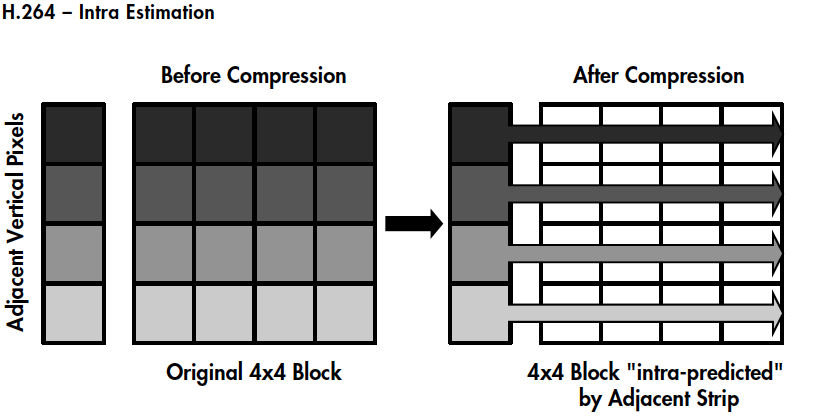 H.264 – Intra Estimation
Before Compression
After Compression
Adjacent Vertical Pixels
Original 4x4 Block
4x4 Block "intra-predicted"
by Adjacent Strip